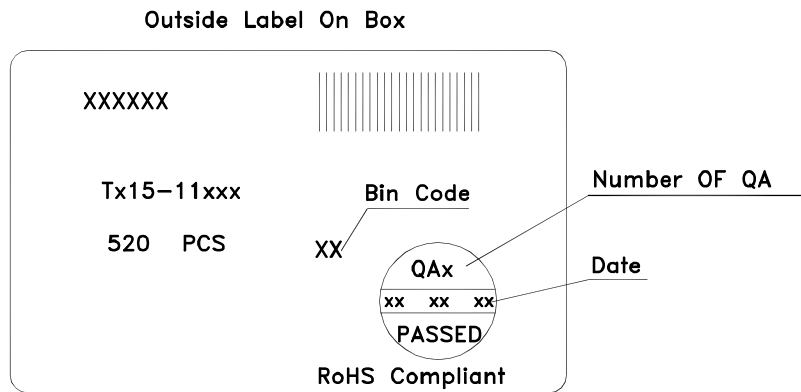 Outside Label On Box
XXXXXX
Tx15-11xxx
Bin Code
Number OF QA
520 PCS
XX
QAx
Date
xx xx xx
PASSED
RoHS Compliant